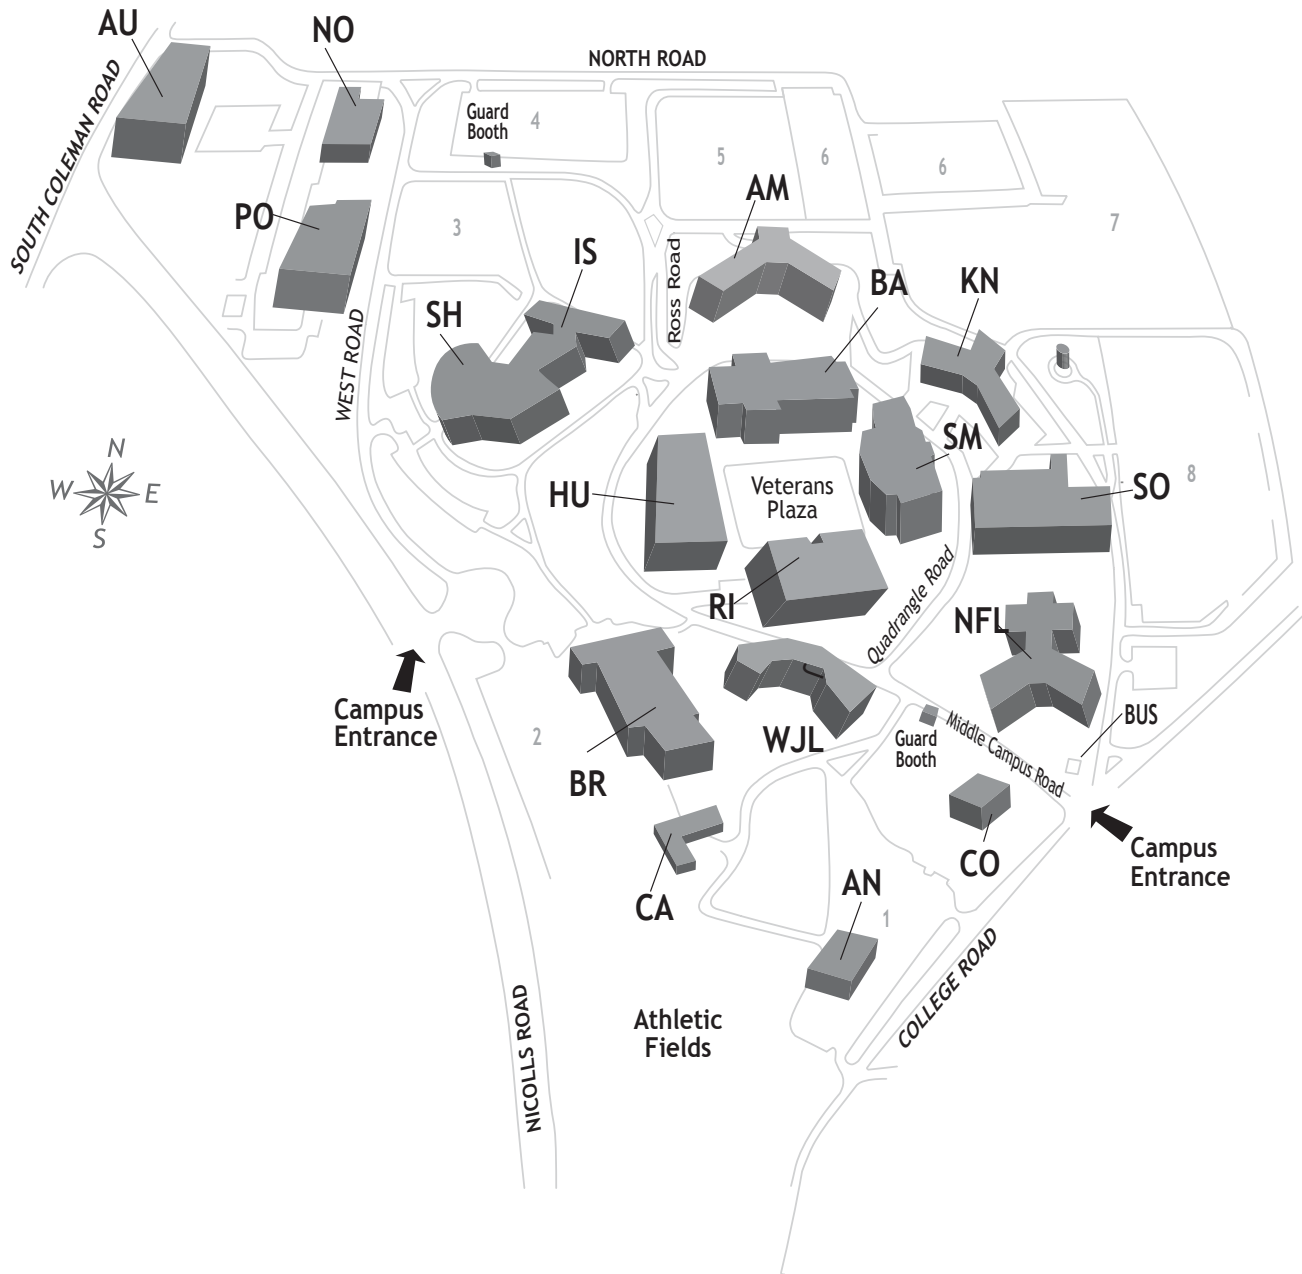 AU
NO
NORTH ROAD
SOUTH COLEMAN ROAD
Guard
Booth
4
5
6
6
7
AM
PO
3
IS
Ross Road
BA
KN
SH
WEST ROAD
SM
N
W
E
S
HU
Veterans
Plaza
SO
8
RI
Quadrangle Road
NFL
Campus
Entrance
2
WJL
Guard
Booth
Middle Campus Road
BUS
BR
CO
Campus
Entrance
CA
AN
1
COLLEGE ROAD
Athletic
Fields
NICOLLS ROAD